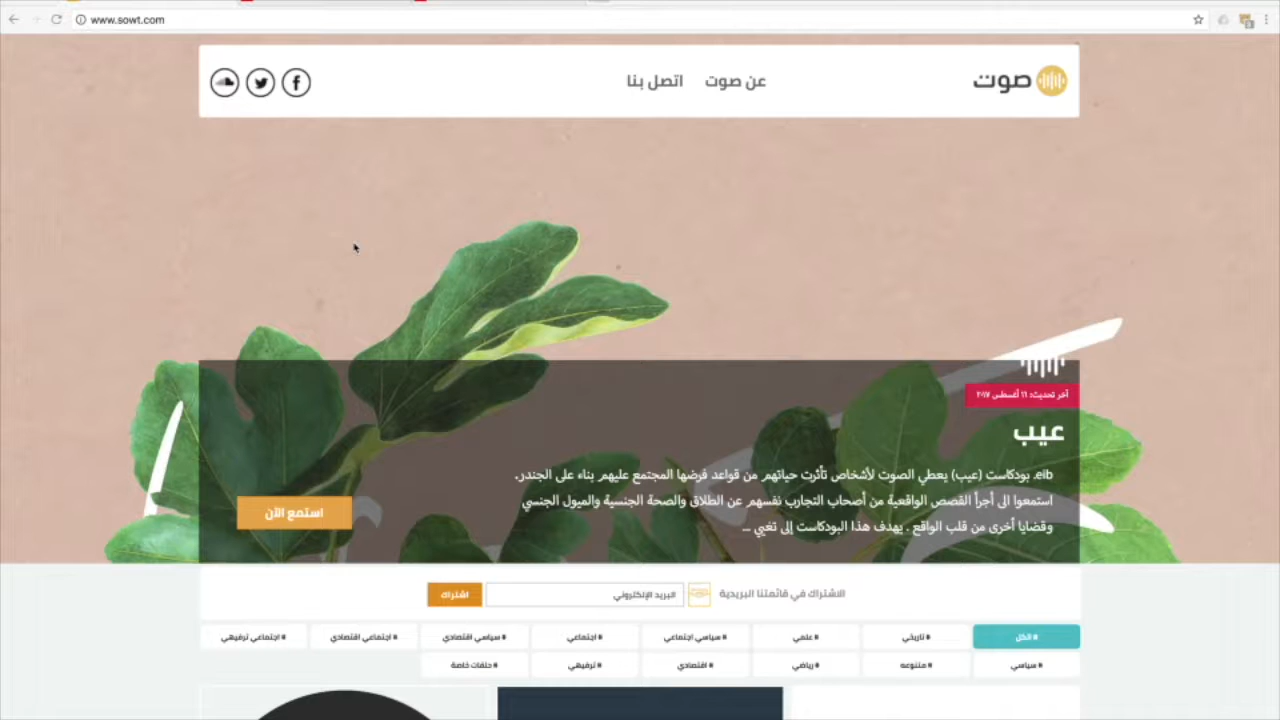 www.sowt.com
صوت
عن صوت
اتصل بنا
آخر تحديث: ١٦ أغسطس ٢٠١٧
عيب
eib. بودكاست (عيب) يعطي الصوت لأشخاص تأثرت حياتهم من قواعد فرضها المجتمع عليهم بناء على الجندر.
استمعوا الى أجرأ القصص الواقعية من أصحاب التجارب نفسهم عن الطلاق والصحة الجنسية والميول الجنسي
وقضايا أخرى من قلب الواقع . يهدف هذا البودكاست إلى تغيي ...
استمع الآن
الاشتراك في قائمتنا البريدية
البريد الإلكتروني
اشتراك
# الكل
# تاريخي
# علمي
# سياسي اجتماعي
# اجتماعي
# سياسي اقتصادي
# اجتماعي اقتصادي
# اجتماعي ترفيهي
# سياسي
# متنوعه
# رياضي
# اقتصادي
# ترفيهي
# حلقات خاصة